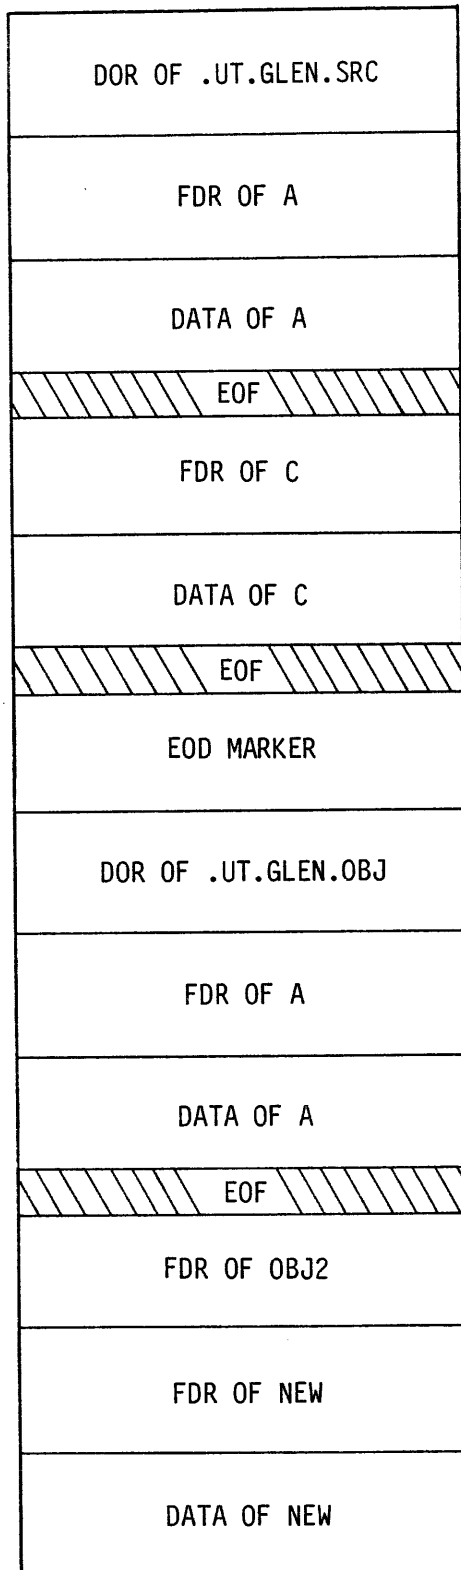 DOR OF .UT.GLEN.SRC
FDR OF A
DATA OF A
EOF
FDR OF C
DATA OF C
EOF
EOD MARKER
DOR OF .UT.GLEN.OBJ
FDR OF A
DATA OF A
EOF
FDR OF OBJ2
FDR OF NEW
DATA OF NEW